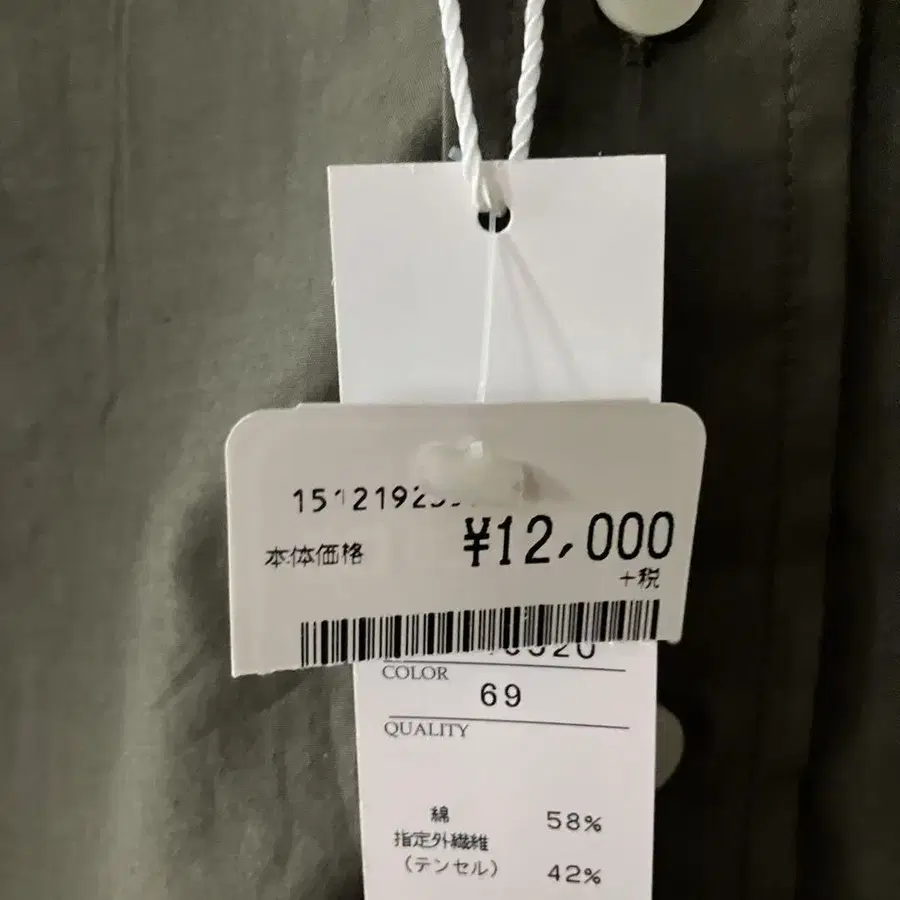 本体価格 ¥12,000
+税
COLOR
69
QUALITY
綿 58%
指定外繊維
(テンセル) 42%